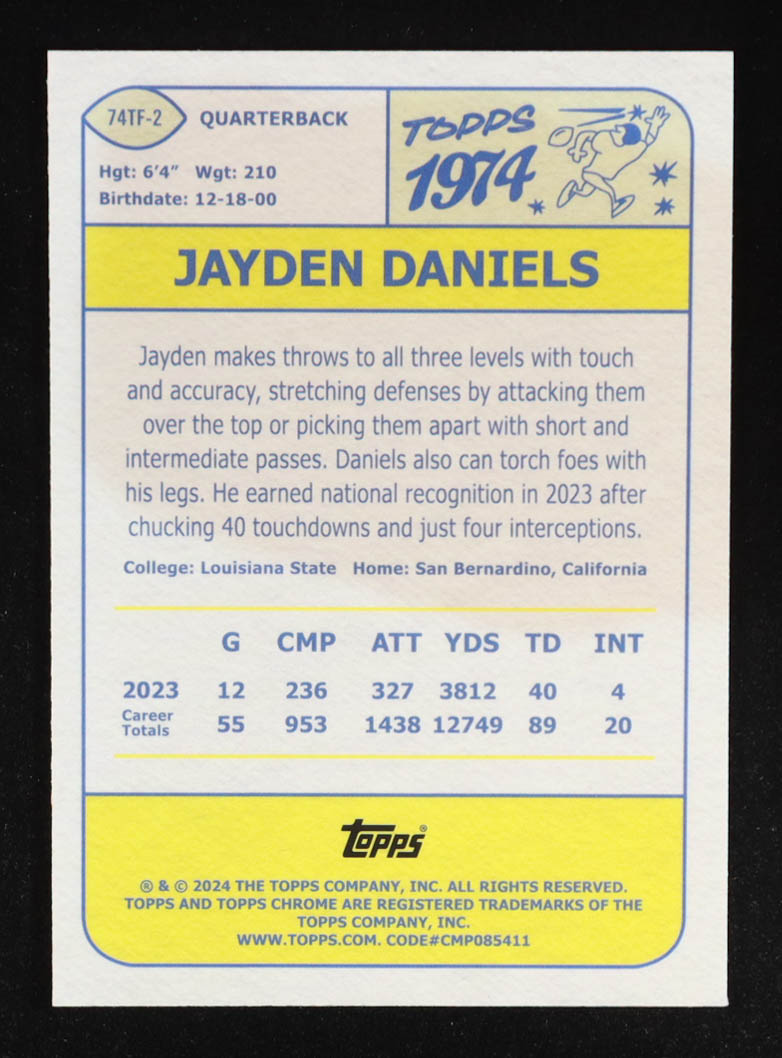 74TF-2
QUARTERBACK
Hgt: 6'4" Wgt: 210
Birthdate: 12-18-00
TOPPS
1974
JAYDEN DANIELS
Jayden makes throws to all three levels with touch
and accuracy, stretching defenses by attacking them
over the top or picking them apart with short and
intermediate passes. Daniels also can torch foes with
his legs. He earned national recognition in 2023 after
chucking 40 touchdowns and just four interceptions.
College: Louisiana State Home: San Bernardino, California
G CMP ATT YDS TD INT
2023 12 236 327 3812 40 4
Career
Totals 55 953 1438 12749 89 20
topps®
® & © 2024 THE TOPPS COMPANY, INC. ALL RIGHTS RESERVED.
TOPPS AND TOPPS CHROME ARE REGISTERED TRADEMARKS OF THE
TOPPS COMPANY, INC.
WWW.TOPPS.COM. CODE#CMP085411